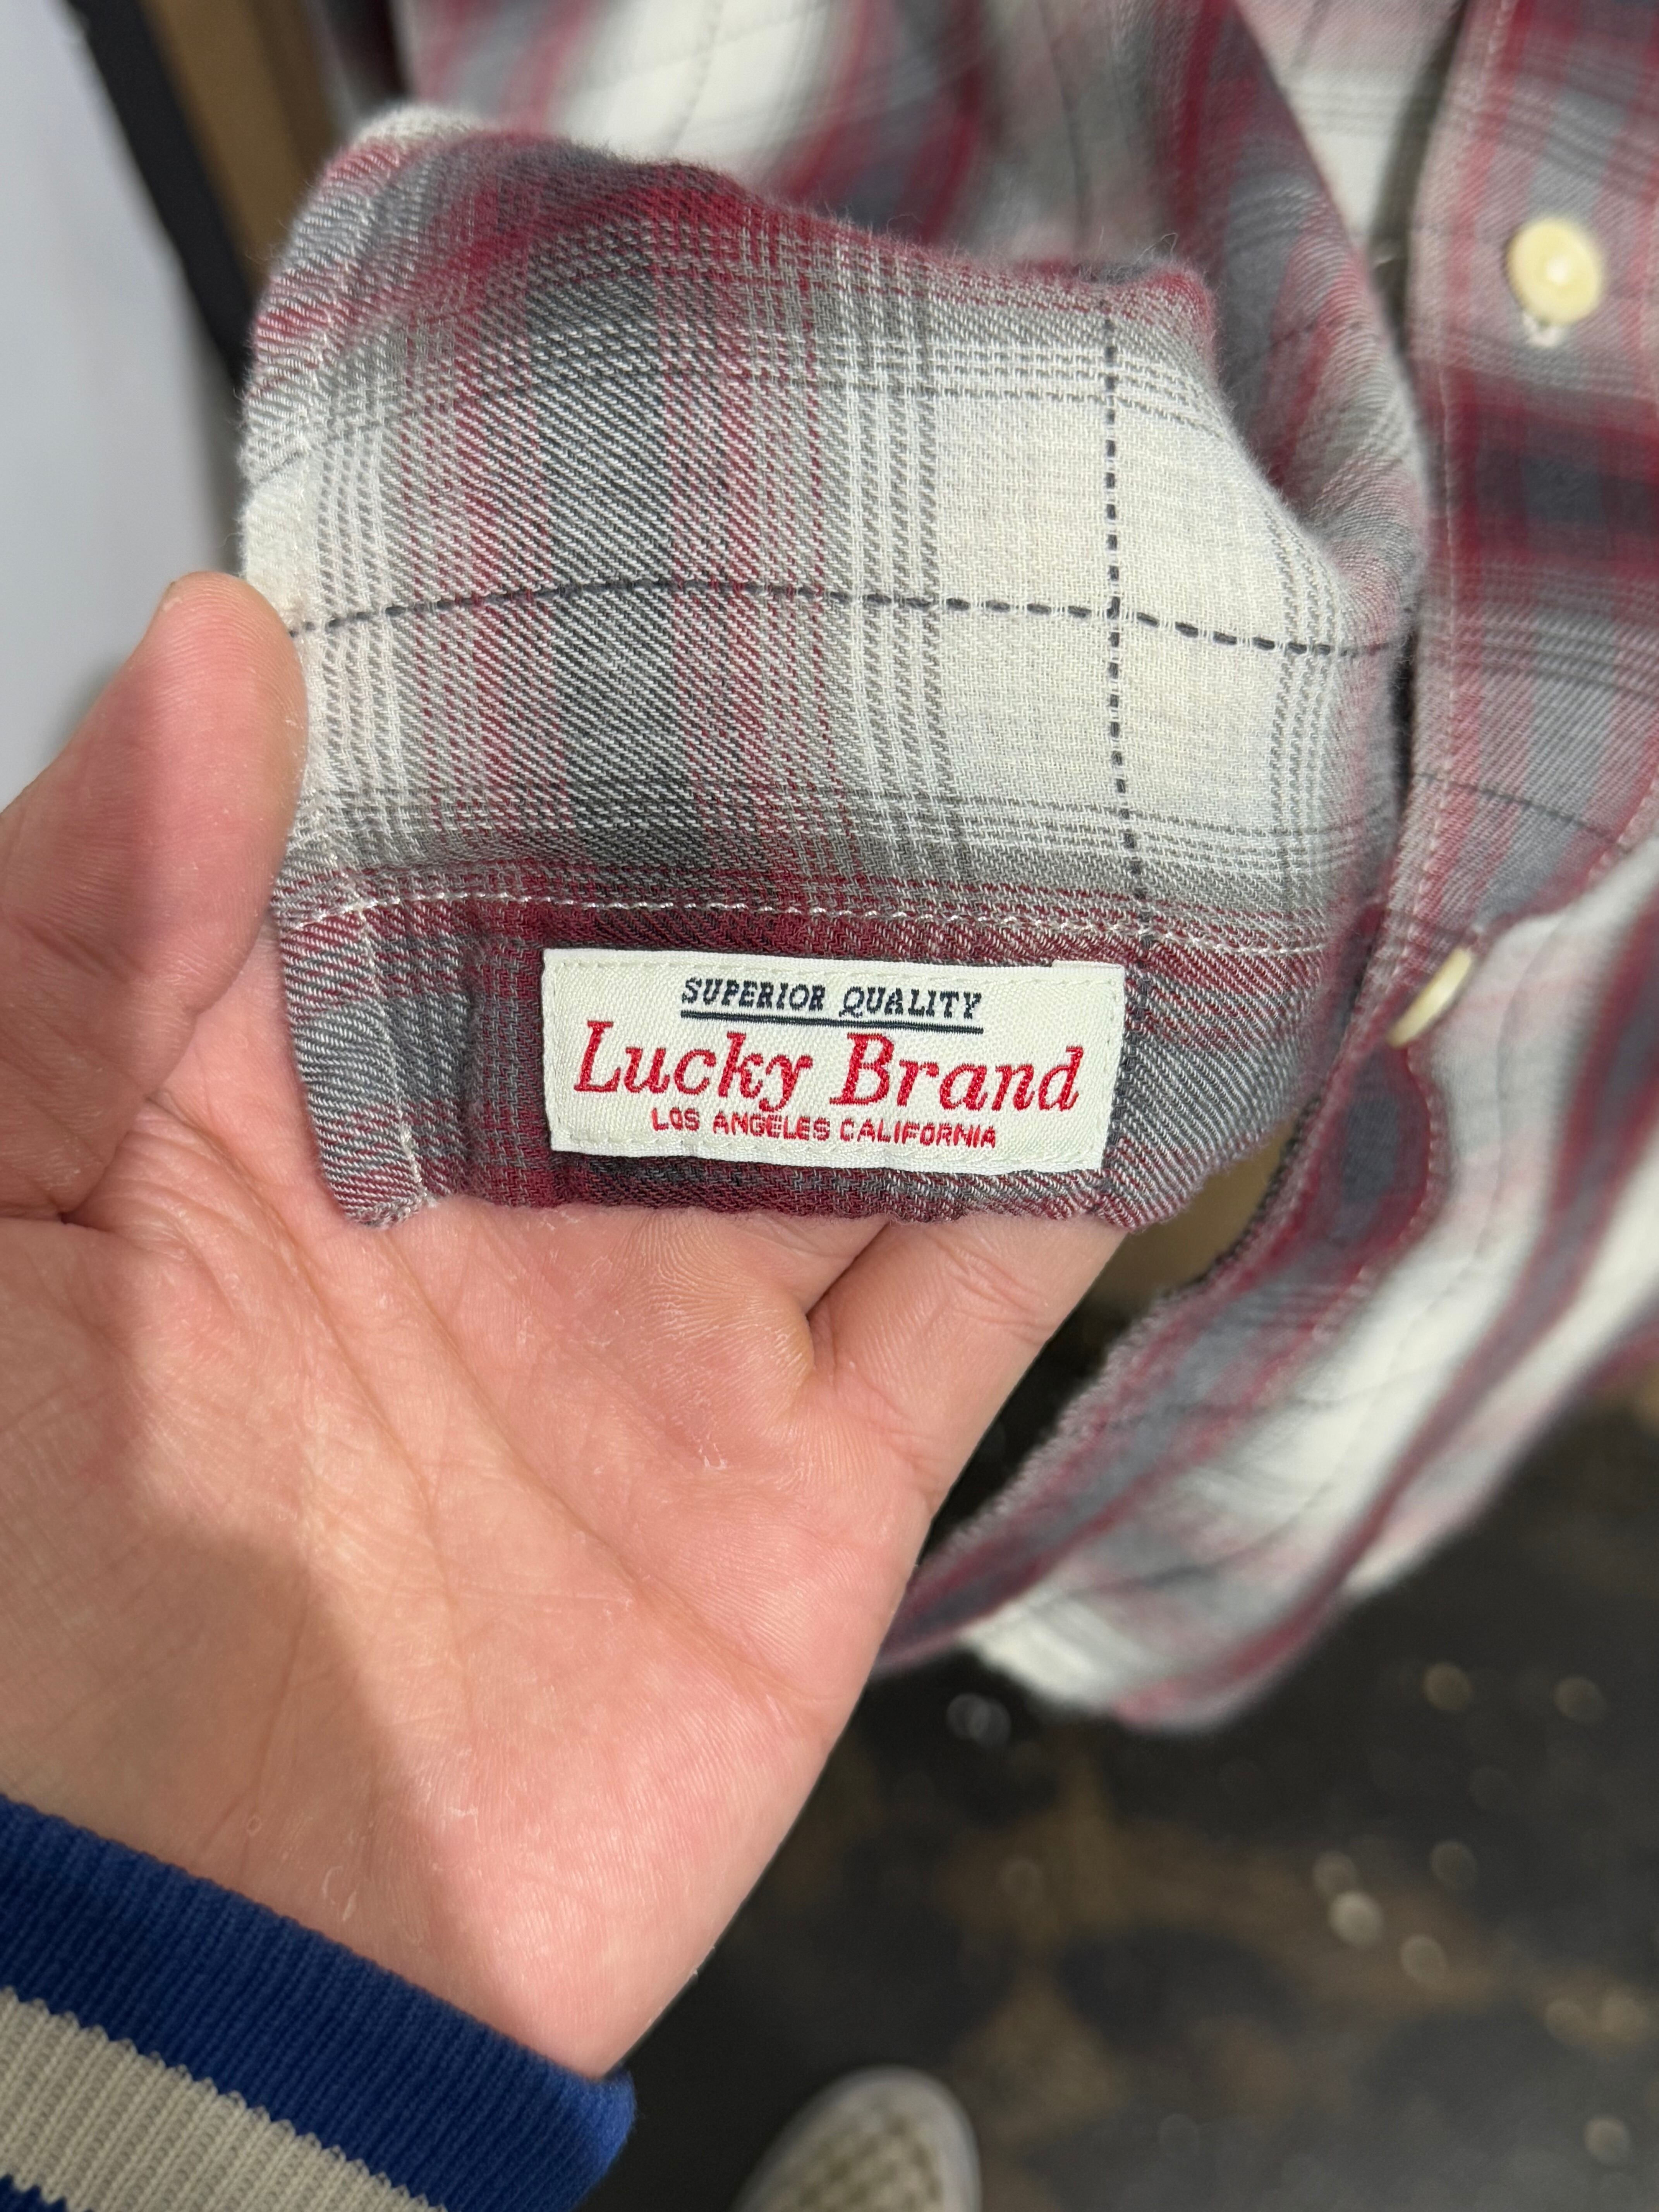 SUPERIOR QUALITY
Lucky Brand
LOS ANGELES CALIFORNIA